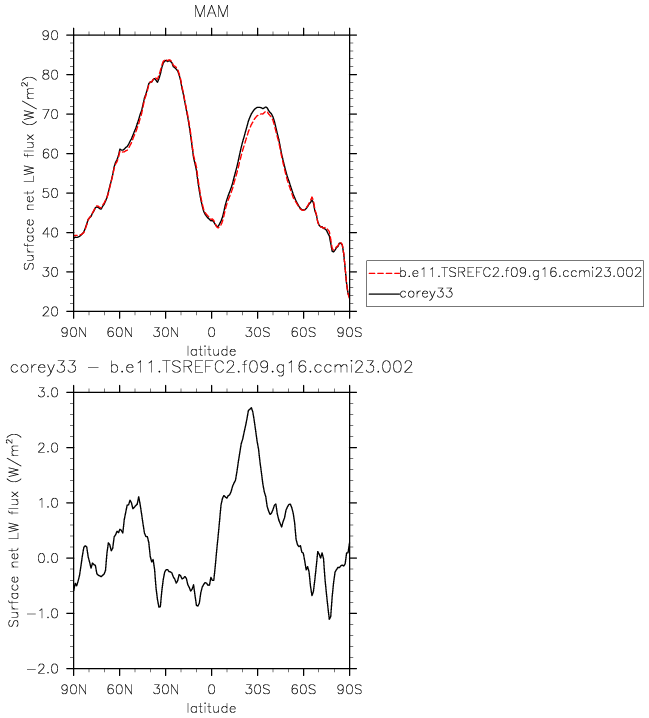 MAM
90
80
70
60
50
40
30
20
Surface net LW flux (W/m²)
90N 60N 30N 0 30S 60S 90S
latitude
b.e11.TSREFC2.f09.g16.ccmi23.002
corey33
corey33 − b.e11.TSREFC2.f09.g16.ccmi23.002
3.0
2.0
1.0
0.0
−1.0
−2.0
Surface net LW flux (W/m²)
90N 60N 30N 0 30S 60S 90S
latitude